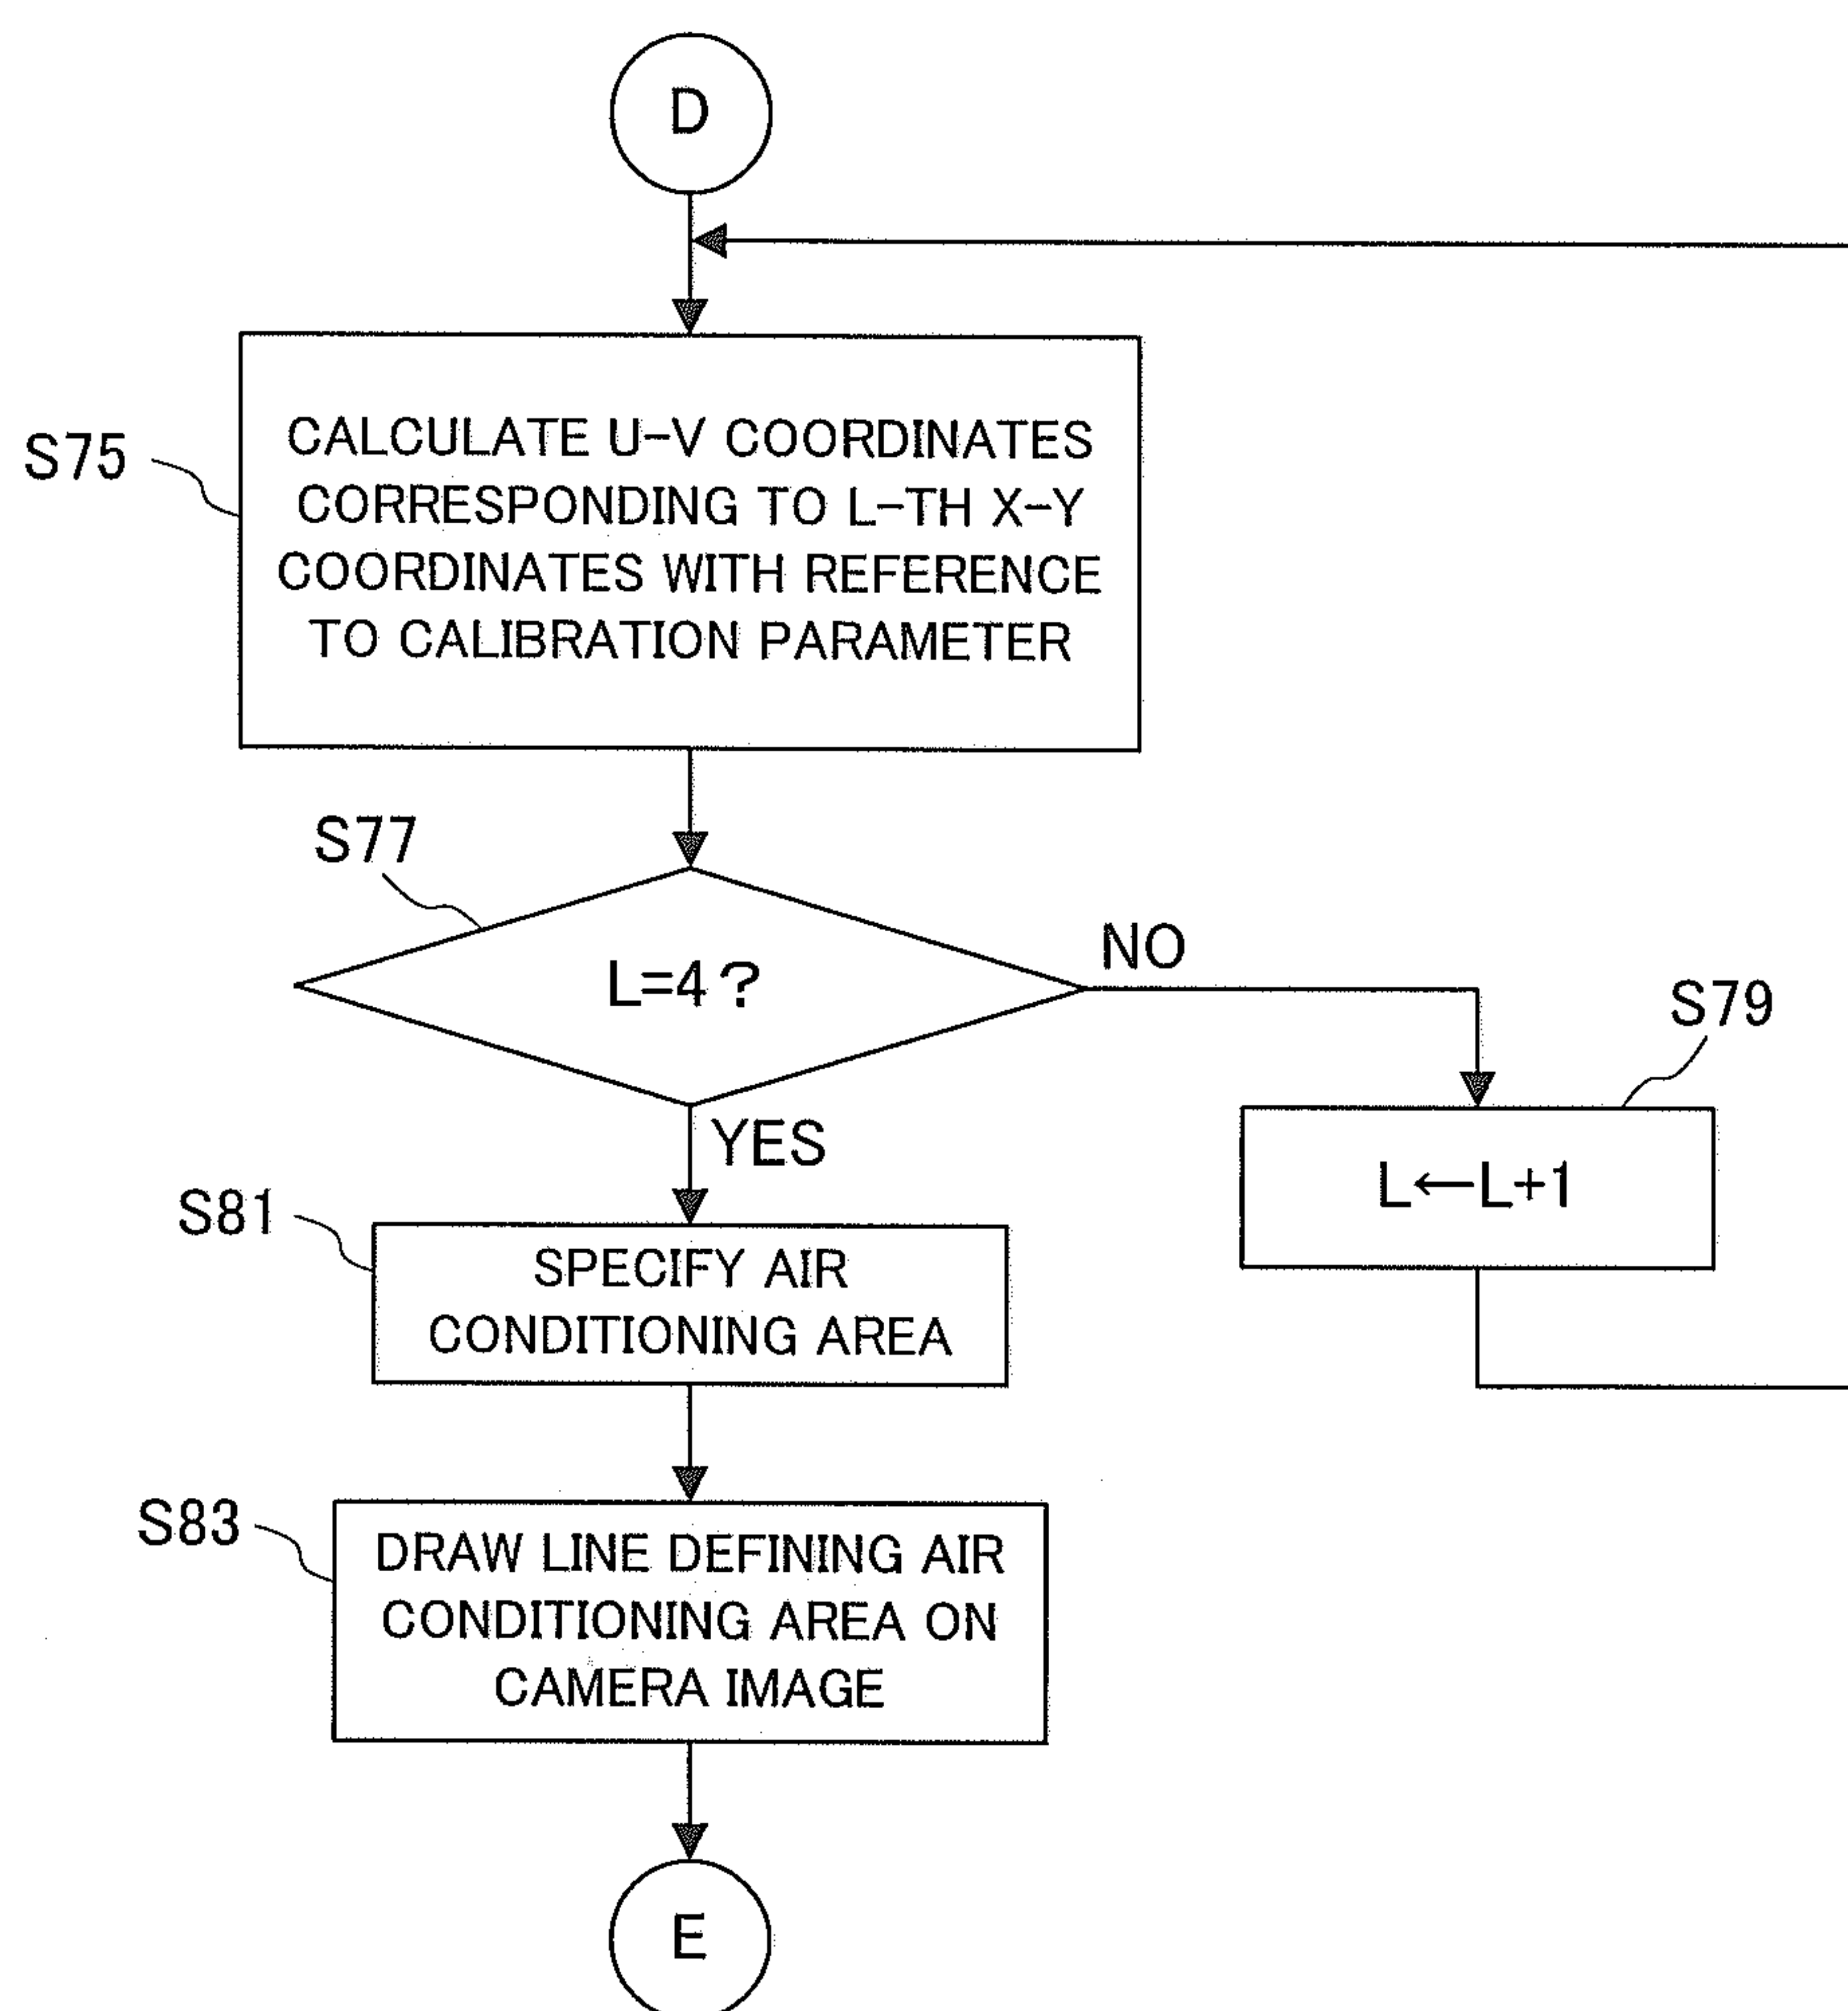 D
S75
CALCULATE U-V COORDINATES
CORRESPONDING TO L-TH X-Y
COORDINATES WITH REFERENCE
TO CALIBRATION PARAMETER
S77
L=4?
NO
S79
YES
L←L+1
S81
SPECIFY AIR
CONDITIONING AREA
S83
DRAW LINE DEFINING AIR
CONDITIONING AREA ON
CAMERA IMAGE
E